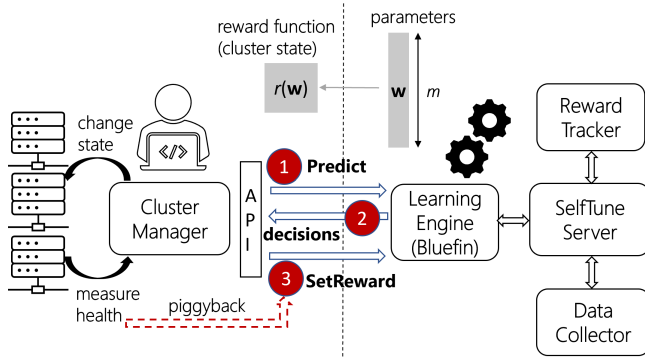 reward function
(cluster state)
parameters
r(w)
w
m
change
state
</>
Cluster
Manager
measure
health
piggyback
API
1
Predict
2
decisions
3
SetReward
Learning
Engine
(Bluefin)
Reward
Tracker
SelfTune
Server
Data
Collector